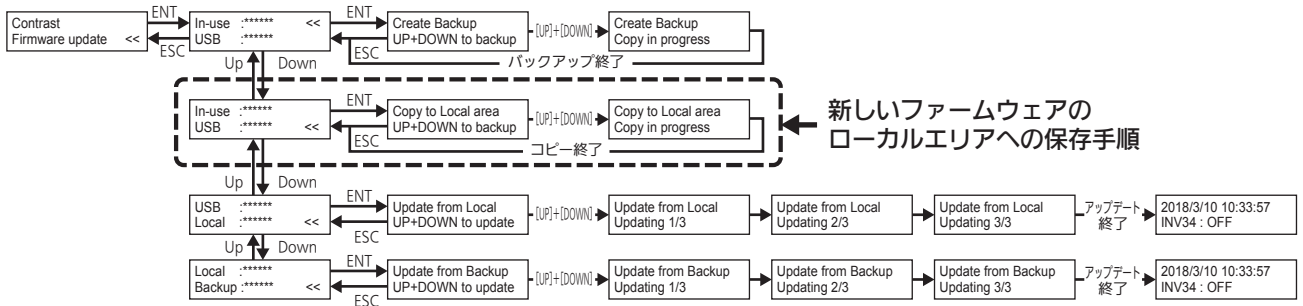 Contrast
Firmware update <<
ENT
ESC
In-use :****** <<
USB :******
ENT
ESC
Create Backup
UP+DOWN to backup
[UP]+[DOWN]
Create Backup
Copy in progress
バックアップ終了
Up Down
In-use :******
USB :****** <<
ENT
ESC
Copy to Local area
UP+DOWN to backup
[UP]+[DOWN]
Copy to Local area
Copy in progress
コピー終了
新しいファームウェアの
ローカルエリアへの保存手順
Up Down
USB :******
Local :****** <<
ENT
ESC
Update from Local
UP+DOWN to update
[UP]+[DOWN]
Update from Local
Updating 1/3
Update from Local
Updating 2/3
Update from Local
Updating 3/3
アップデート
終了
2018/3/10 10:33:57
INV34 : OFF
Up Down
Local :******
Backup :****** <<
ENT
ESC
Update from Backup
UP+DOWN to update
[UP]+[DOWN]
Update from Backup
Updating 1/3
Update from Backup
Updating 2/3
Update from Backup
Updating 3/3
アップデート
終了
2018/3/10 10:33:57
INV34 : OFF